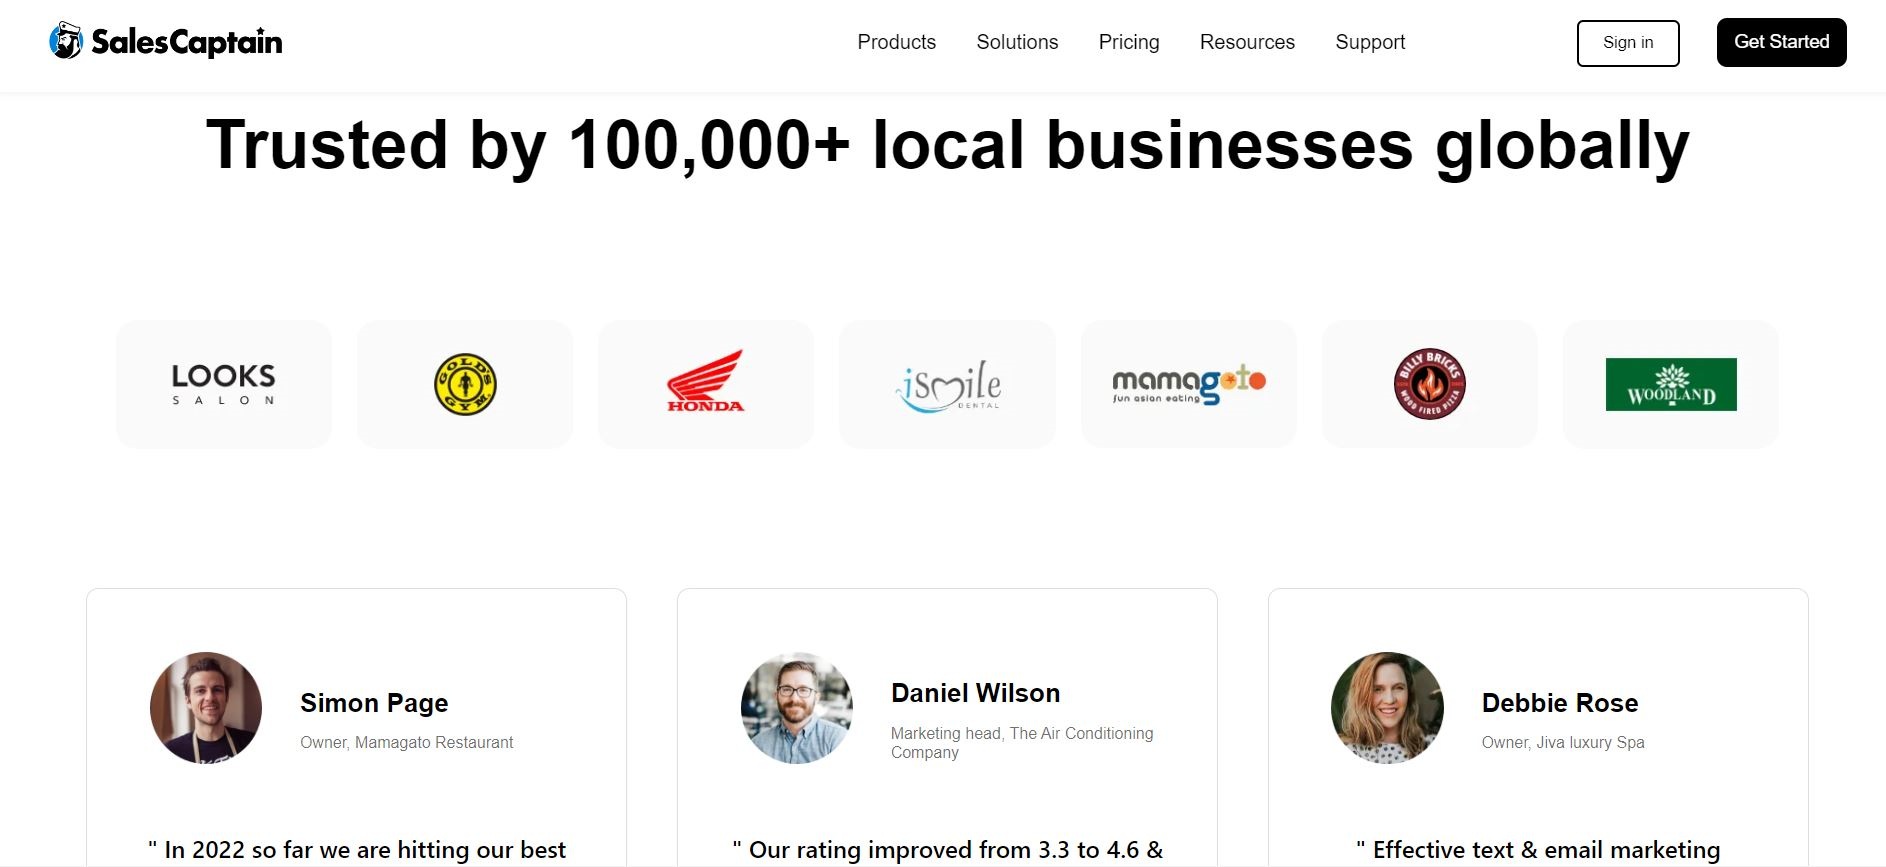 SalesCaptain
Products Solutions Pricing Resources Support
Sign in
Get Started
Trusted by 100,000+ local businesses globally
LOOKS
SALON
GOLD'S
GYM.
HONDA
iSmile
DENTAL
mamagoto
fun asian eating
BILLY BRICKS
WOOD FIRED PIZZA
WOODLAND
Simon Page
Owner, Mamagato Restaurant
" In 2022 so far we are hitting our best
Daniel Wilson
Marketing head, The Air Conditioning
Company
" Our rating improved from 3.3 to 4.6 &
Debbie Rose
Owner, Jiva luxury Spa
" Effective text & email marketing